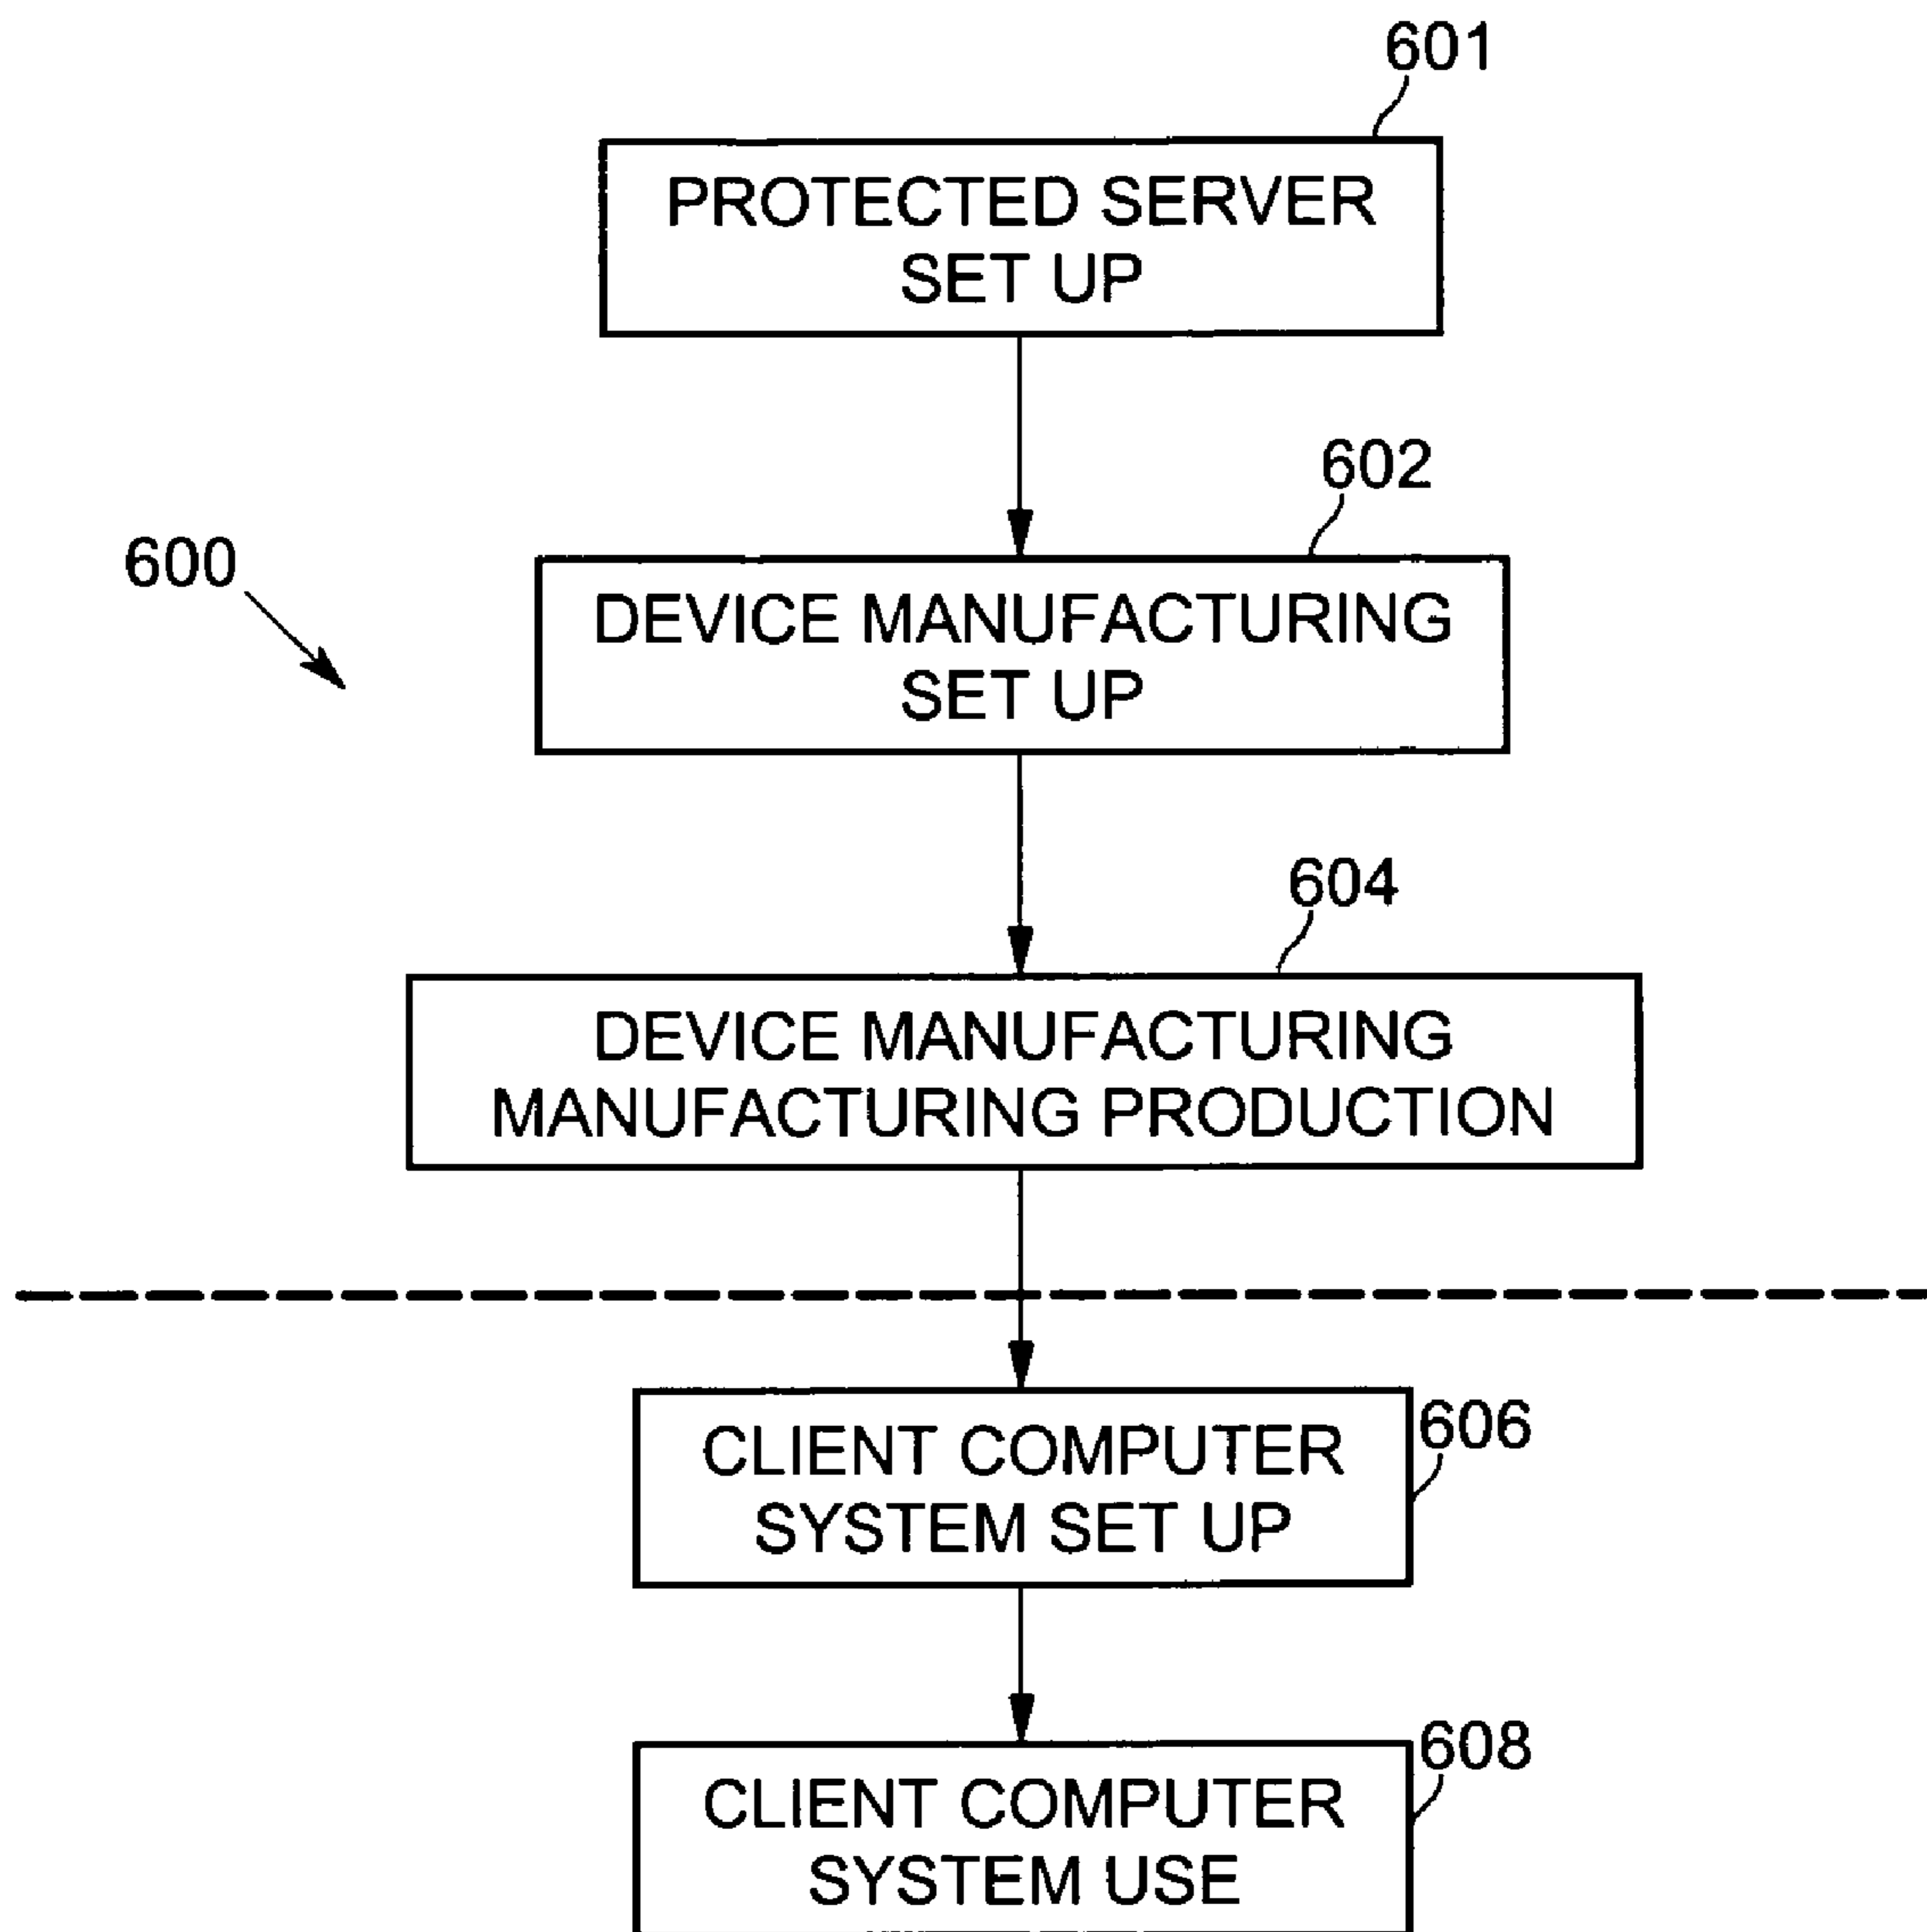 601
PROTECTED SERVER
SET UP
602
600
DEVICE MANUFACTURING
SET UP
604
DEVICE MANUFACTURING
MANUFACTURING PRODUCTION
606
CLIENT COMPUTER
SYSTEM SET UP
608
CLIENT COMPUTER
SYSTEM USE